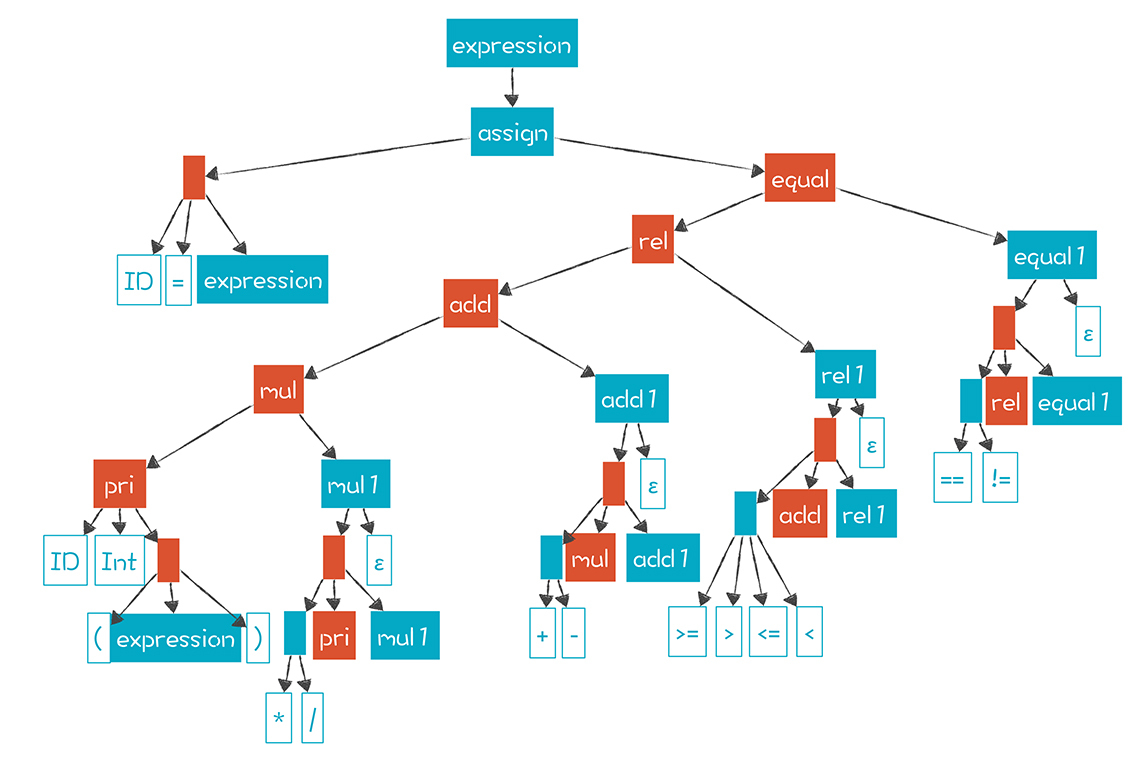 expression
assign
equal
rel
equal1
ID
=
expression
add
ε
rel1
mul
add1
rel
equal1
ε
pri
mul1
ε
==
!=
add
rel1
ID
Int
ε
mul
add1
(
expression
)
pri
mul1
+
-
>=
>
<=
<
*
/